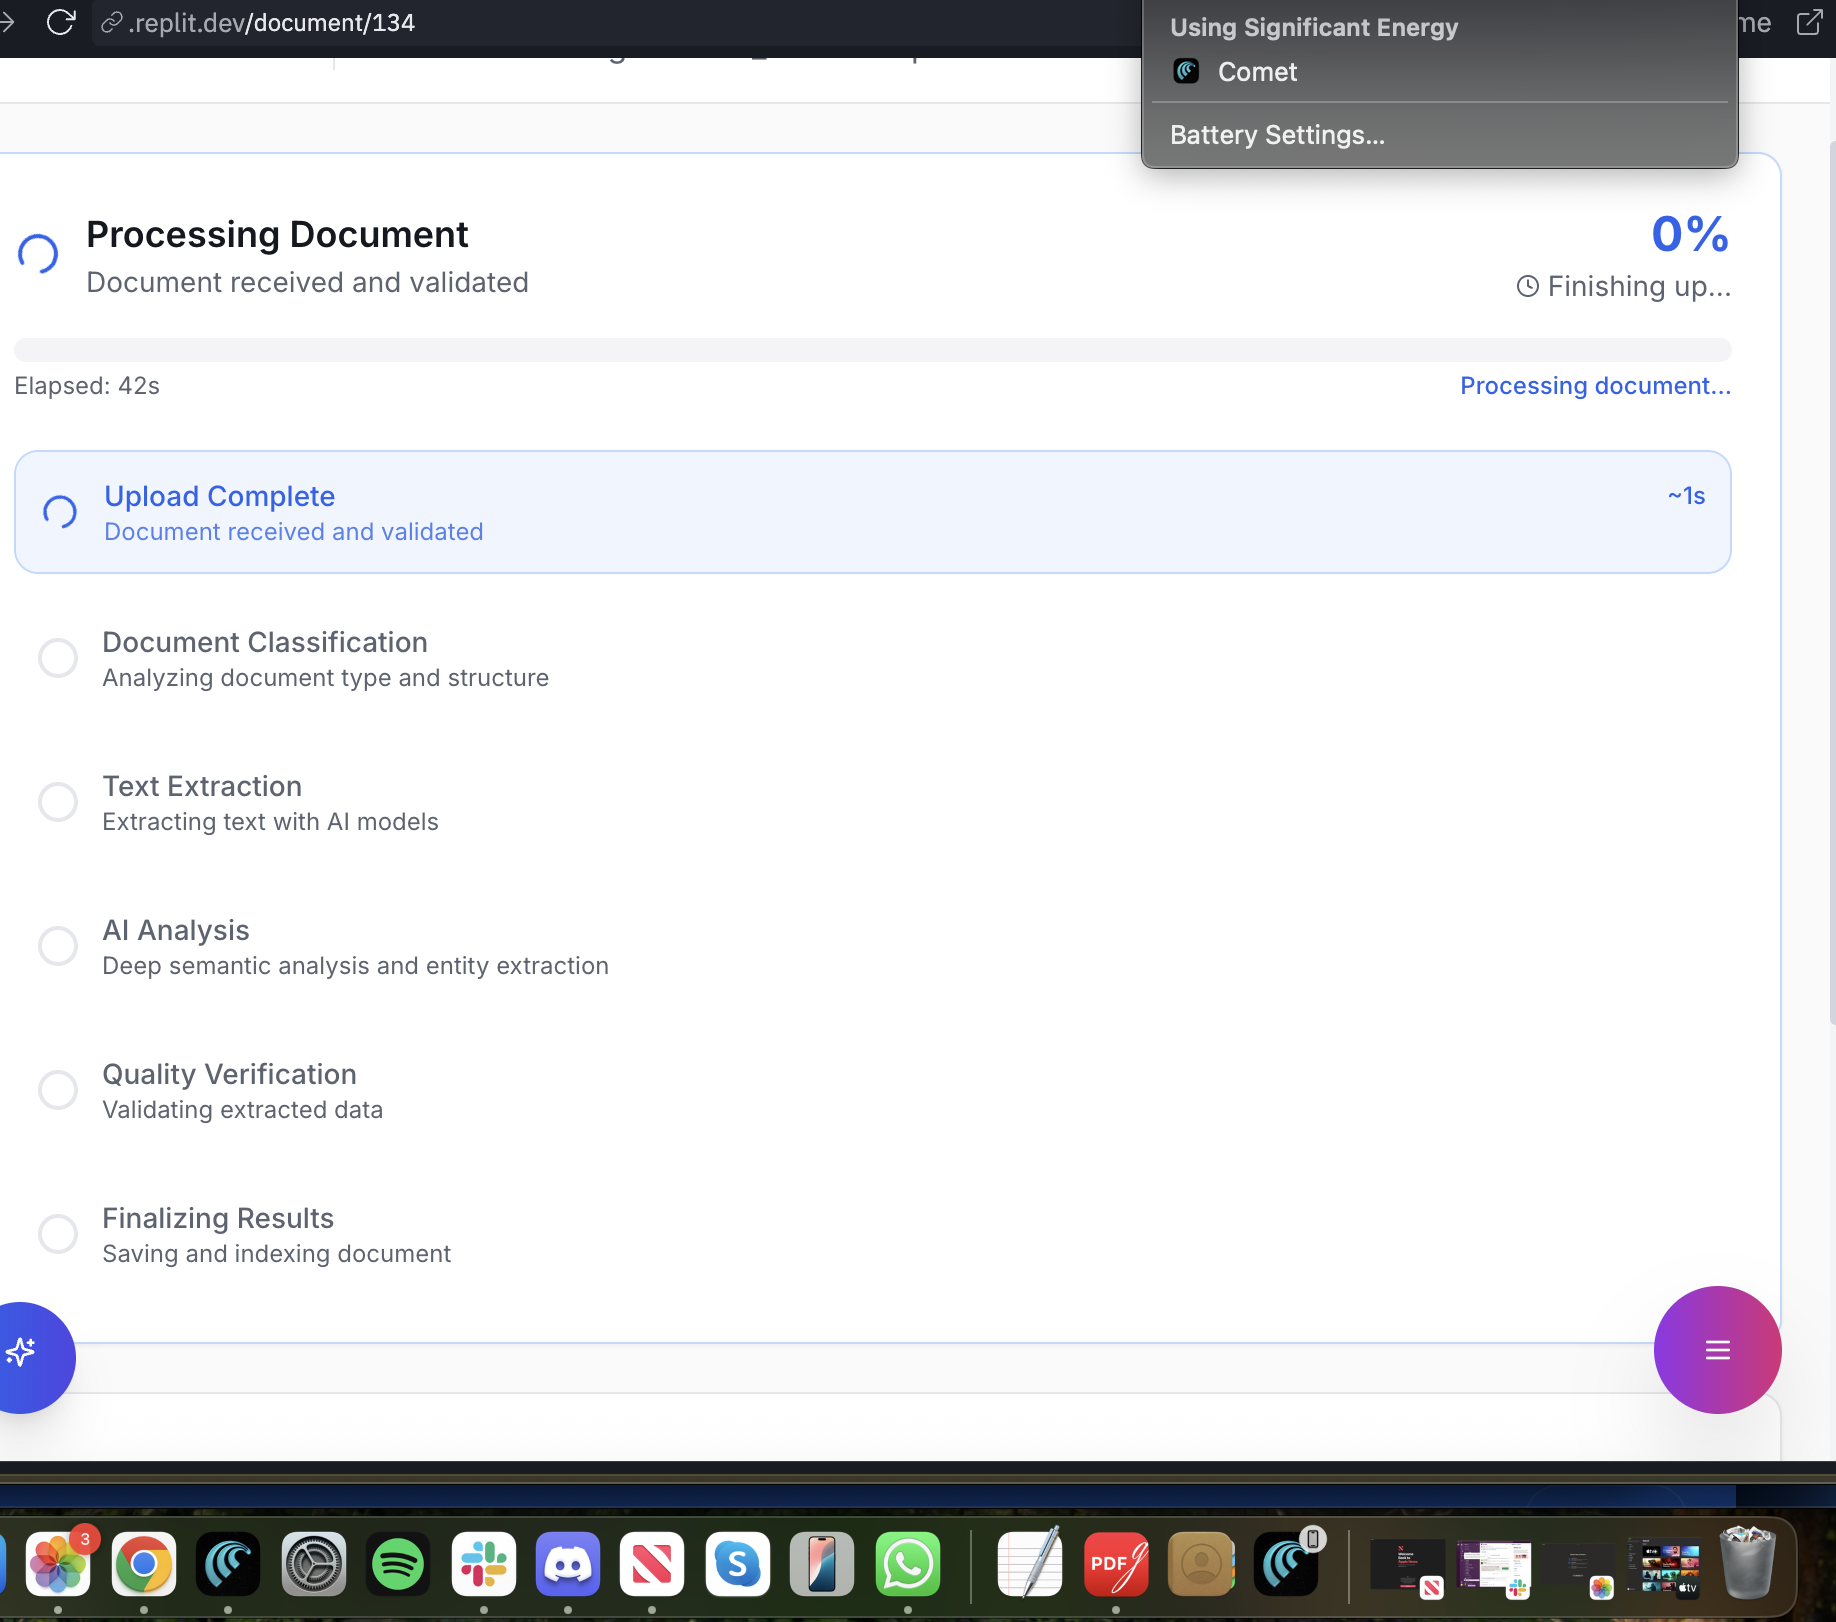 .replit.dev/document/134
me
Using Significant Energy
Comet
Battery Settings...
Processing Document
Document received and validated
0%
Finishing up...
Elapsed: 42s
Processing document...
Upload Complete
Document received and validated
~1s
Document Classification
Analyzing document type and structure
Text Extraction
Extracting text with AI models
AI Analysis
Deep semantic analysis and entity extraction
Quality Verification
Validating extracted data
Finalizing Results
Saving and indexing document
3
S
PDF
tv